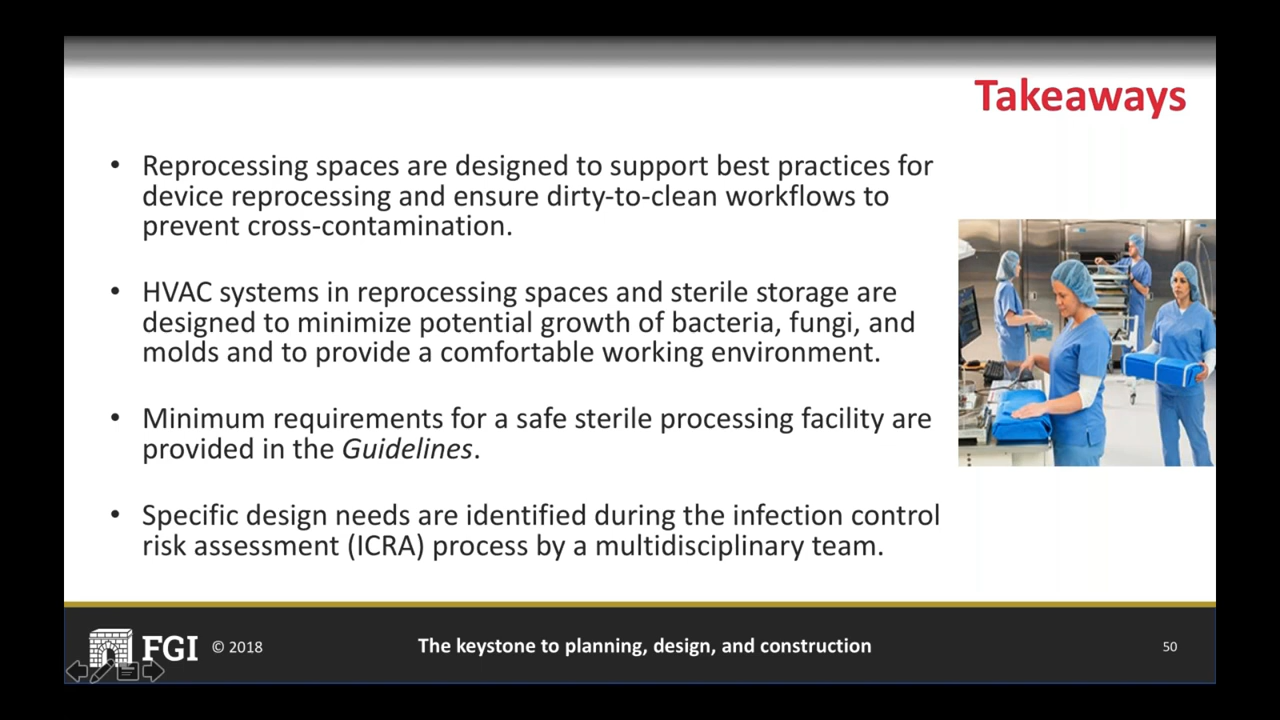 Takeaways
• Reprocessing spaces are designed to support best practices for
device reprocessing and ensure dirty-to-clean workflows to
prevent cross-contamination.
• HVAC systems in reprocessing spaces and sterile storage are
designed to minimize potential growth of bacteria, fungi, and
molds and to provide a comfortable working environment.
• Minimum requirements for a safe sterile processing facility are
provided in the Guidelines.
• Specific design needs are identified during the infection control
risk assessment (ICRA) process by a multidisciplinary team.
FGI © 2018
The keystone to planning, design, and construction
50